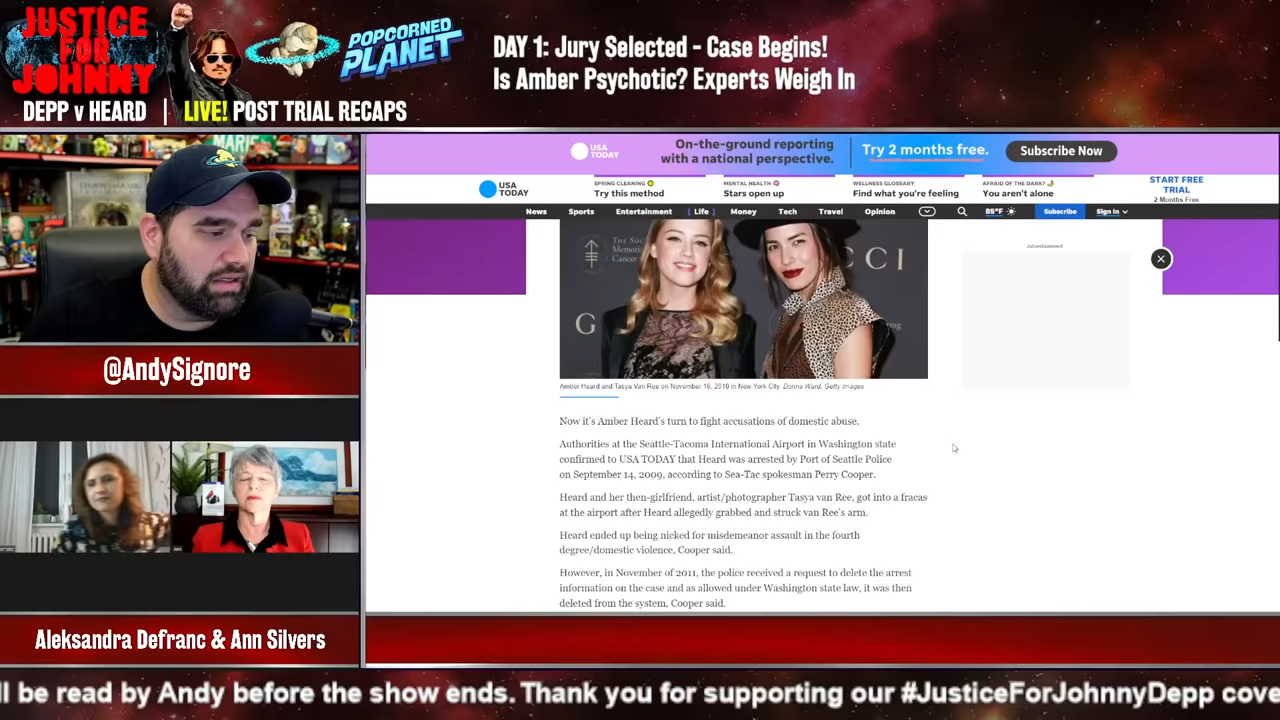 JUSTICE
FOR
JOHNNY
POPCORNED
PLANET
DEPP v HEARD | LIVE! POST TRIAL RECAPS
DAY 1: Jury Selected - Case Begins!
Is Amber Psychotic? Experts Weigh In
@AndySignore
Aleksandra Defranc & Ann Silvers
USA
TODAY
On-the-ground reporting
with a national perspective.
Try 2 months free.
Subscribe Now
USA
TODAY
SPRING CLEANING
Try this method
MENTAL HEALTH
Stars open up
WELLNESS GLOSSARY
Find what you're feeling
AFRAID OF THE DARK?
You aren't alone
START FREE
TRIAL
2 Months Free
News Sports Entertainment Life Money Tech Travel Opinion 85°F Subscribe Sign In
Advertisement
Memorial
Cancer
G
CCI
Amber Heard and Tasya Van Ree on November 16, 2010 in New York City. Donna Ward, Getty Images
Now it's Amber Heard's turn to fight accusations of domestic abuse.
Authorities at the Seattle-Tacoma International Airport in Washington state
confirmed to USA TODAY that Heard was arrested by Port of Seattle Police
on September 14, 2009, according to Sea-Tac spokesman Perry Cooper.
Heard and her then-girlfriend, artist/photographer Tasya van Ree, got into a fracas
at the airport after Heard allegedly grabbed and struck van Ree's arm.
Heard ended up being nicked for misdemeanor assault in the fourth
degree/domestic violence, Cooper said.
However, in November of 2011, the police received a request to delete the arrest
information on the case and as allowed under Washington state law, it was then
deleted from the system, Cooper said.
ll be read by Andy before the show ends. Thank you for supporting our #JusticeForJohnnyDepp cove